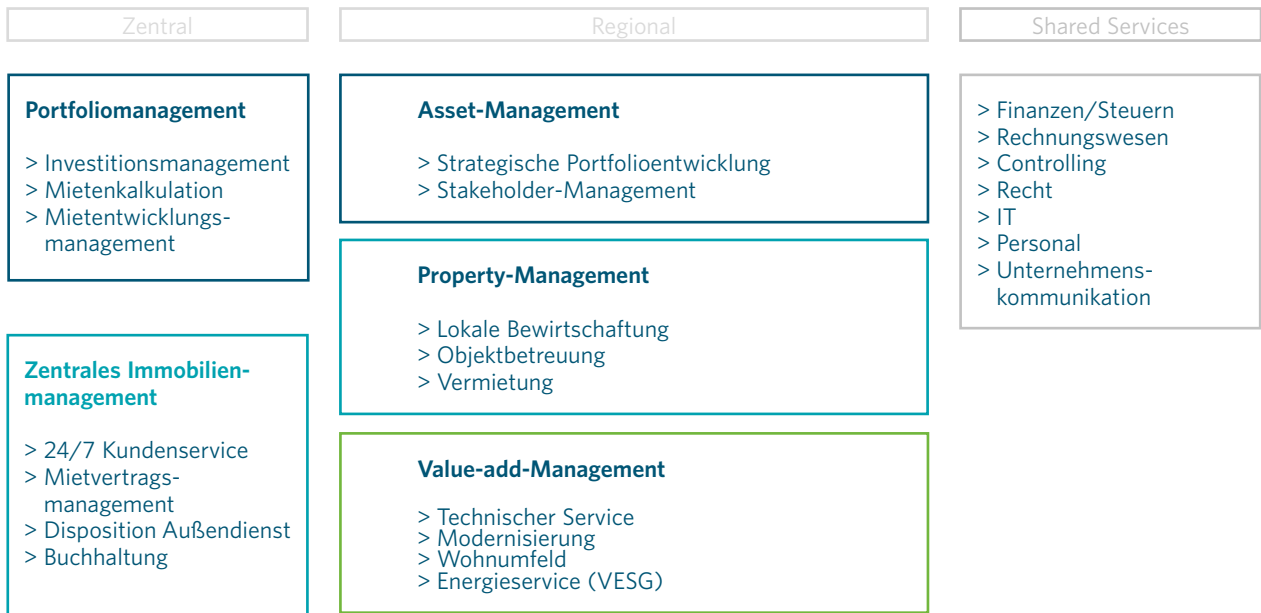 Zentral
Regional
Shared Services
Portfoliomanagement
> Investitionsmanagement
> Mietenkalkulation
> Mietentwicklungs-
management
Zentrales Immobilien-
management
> 24/7 Kundenservice
> Mietvertrags-
management
> Disposition Außendienst
> Buchhaltung
Asset-Management
> Strategische Portfolioentwicklung
> Stakeholder-Management
Property-Management
> Lokale Bewirtschaftung
> Objektbetreuung
> Vermietung
Value-add-Management
> Technischer Service
> Modernisierung
> Wohnumfeld
> Energieservice (VESG)
> Finanzen/Steuern
> Rechnungswesen
> Controlling
> Recht
> IT
> Personal
> Unternehmens-
kommunikation